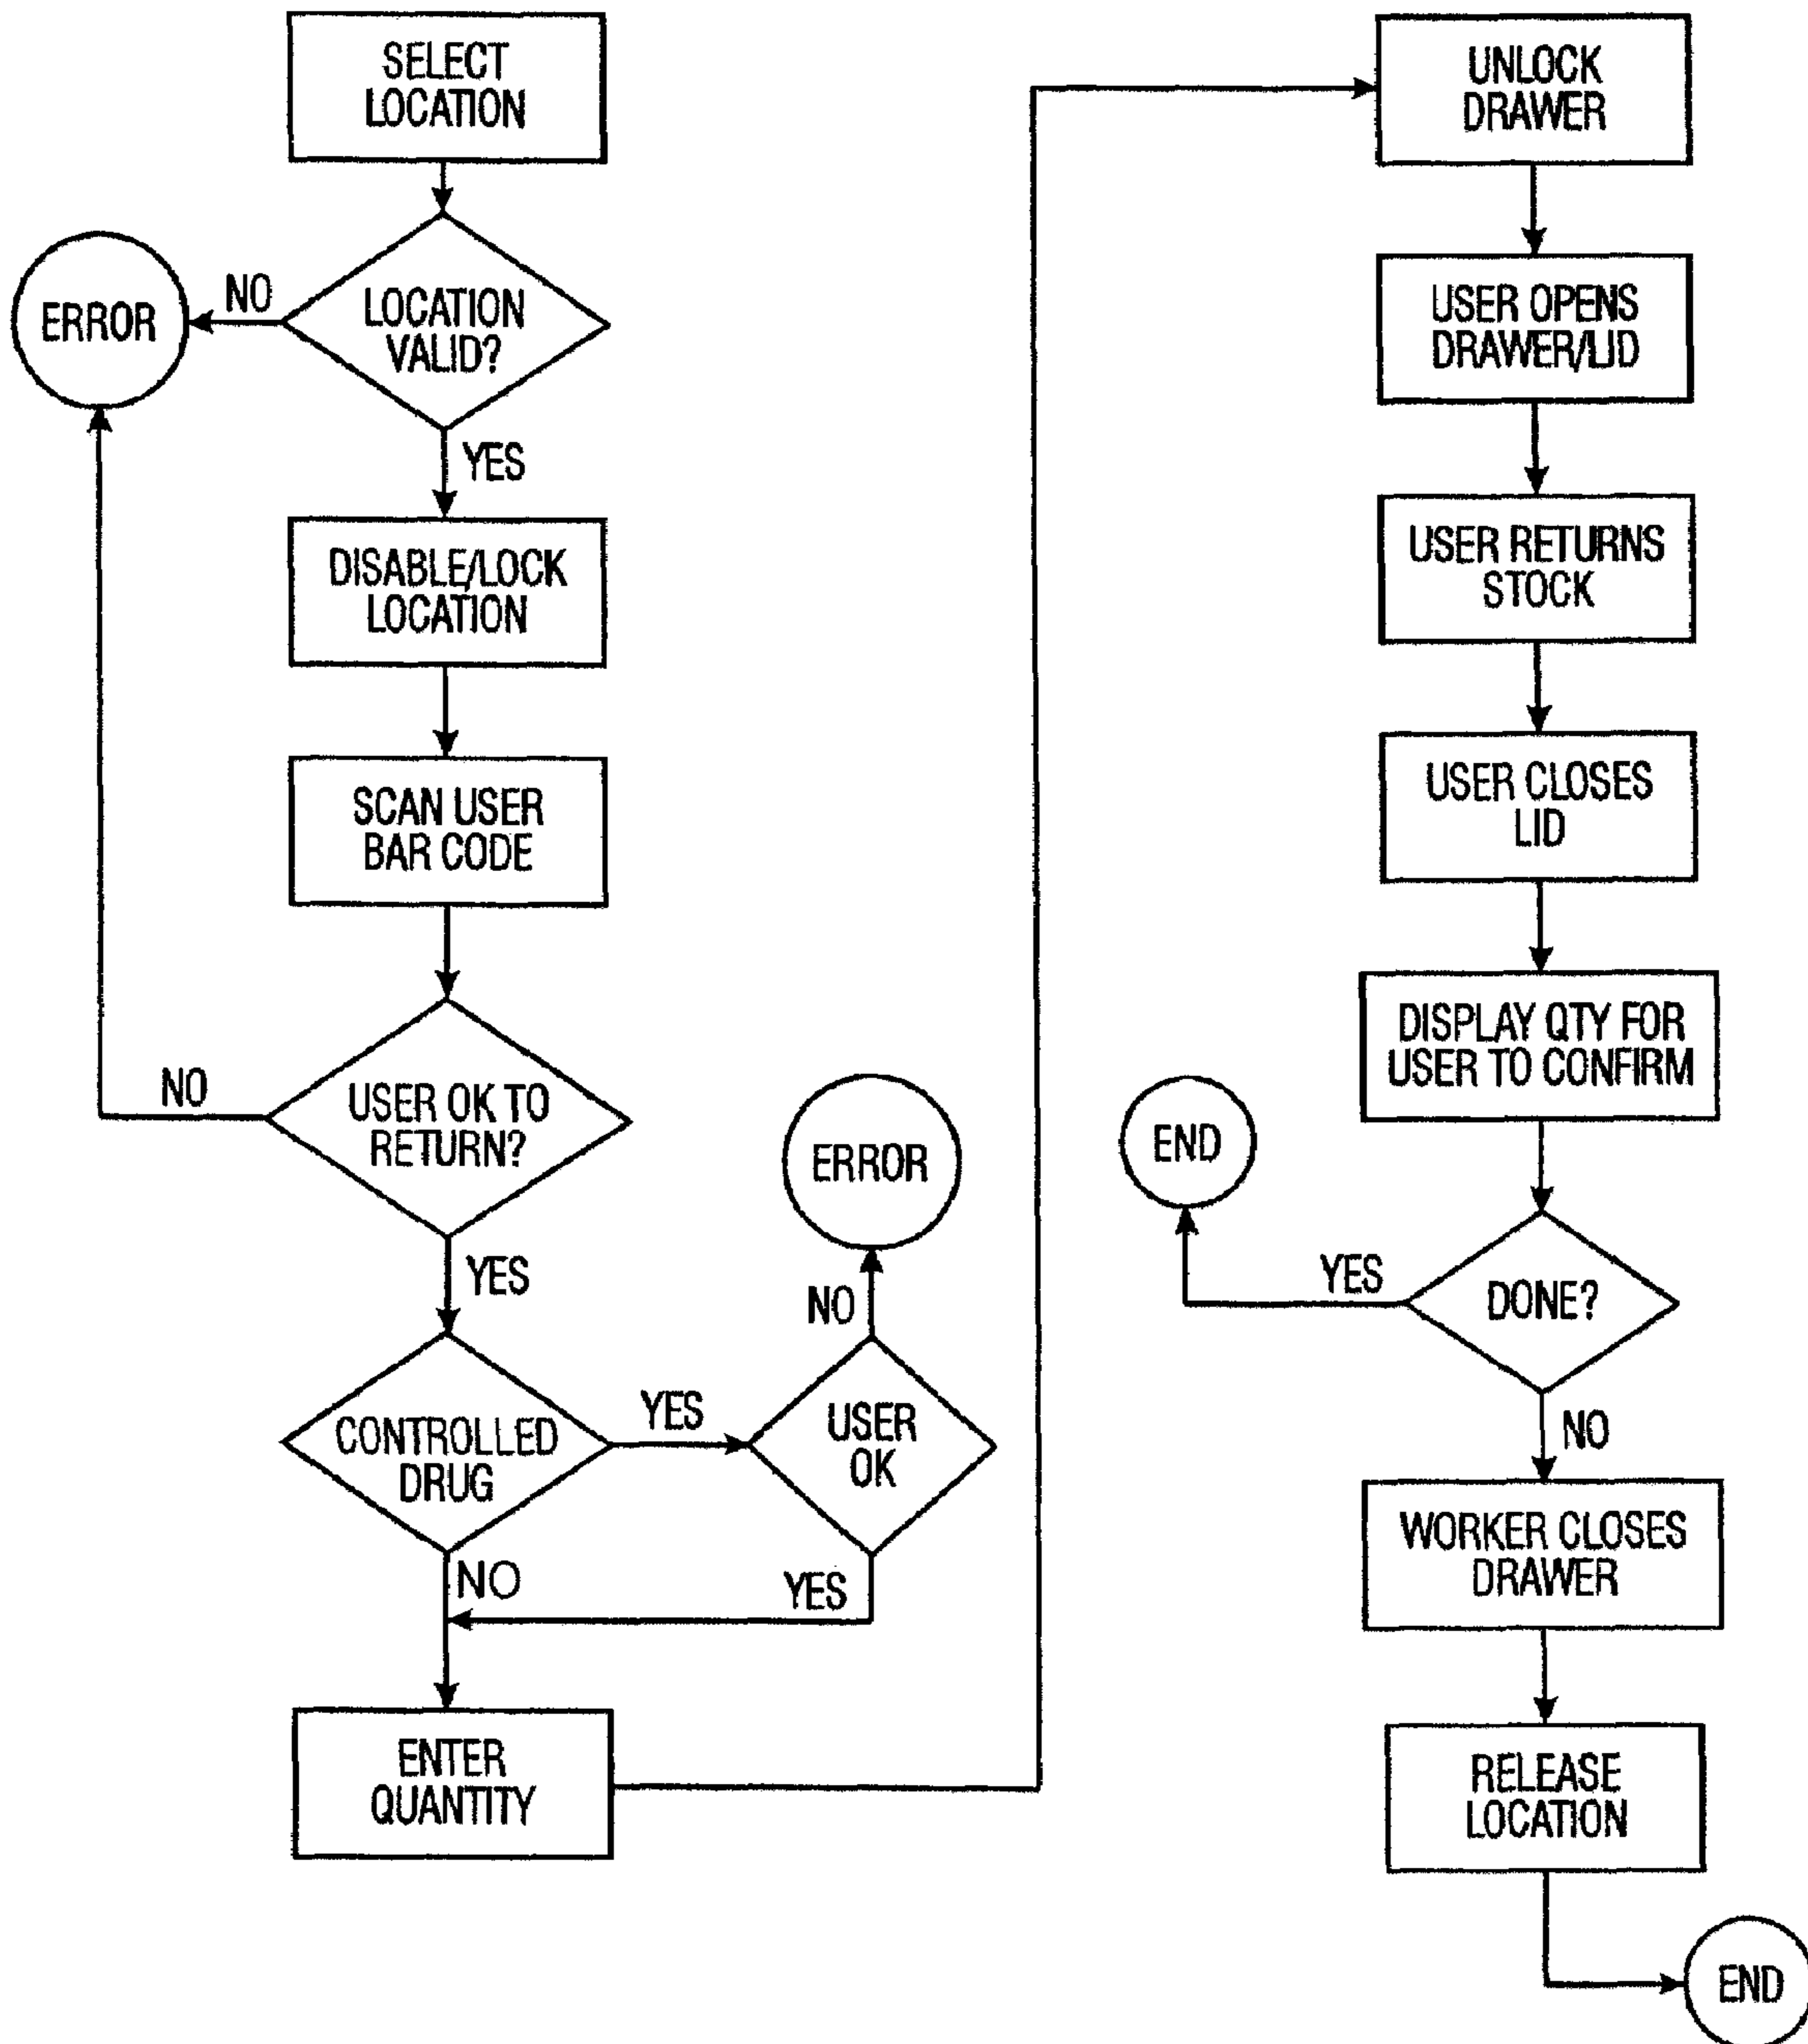 SELECT
LOCATION
LOCATION
VALID?
NO
ERROR
YES
DISABLE/LOCK
LOCATION
SCAN USER
BAR CODE
USER OK TO
RETURN?
NO
YES
CONTROLLED
DRUG
YES
USER
OK
NO
ERROR
YES
NO
ENTER
QUANTITY
UNLOCK
DRAWER
USER OPENS
DRAWER/LID
USER RETURNS
STOCK
USER CLOSES
LID
DISPLAY QTY FOR
USER TO CONFIRM
DONE?
YES
END
NO
WORKER CLOSES
DRAWER
RELEASE
LOCATION
END